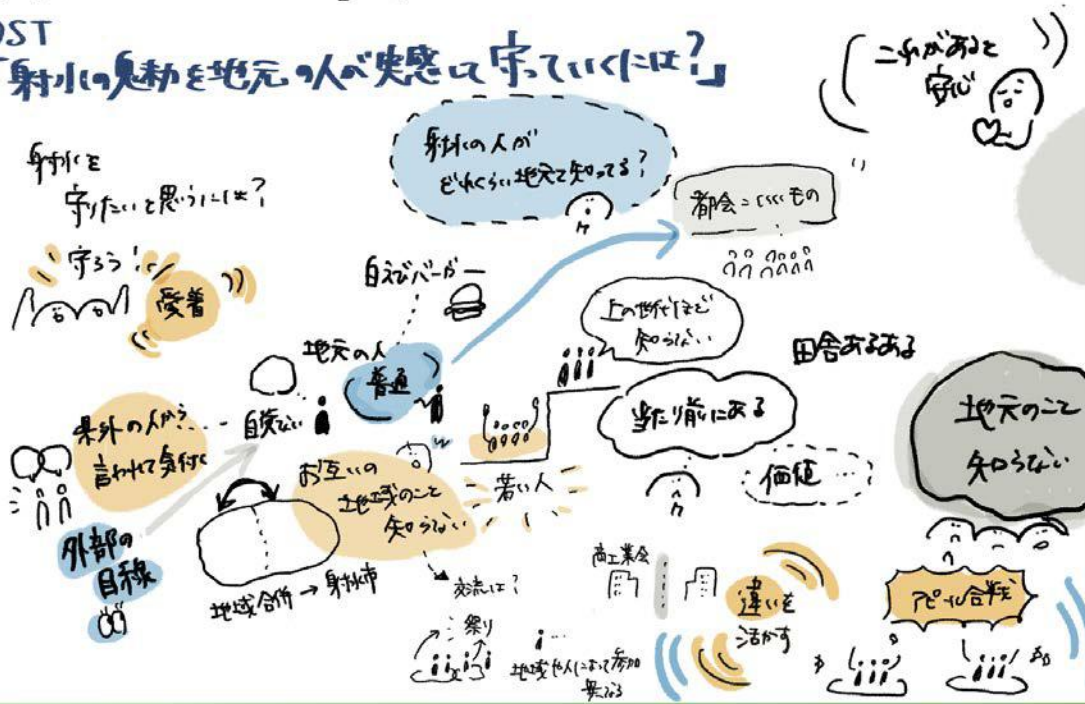 OST
「射水の魅力を地元の人が実感して守っていくには?」
これがあると
安心
射水を
守りたいと思うには?
守ろう!
愛着
射水の人が
どれくらい地元て知ってる?
都会=いいもの
白えびバーガー
地元の人
普通
上の世代ほど
知らない
田舎あるある
地元のこと
知らない
県外の人から
言われて気付く
自覚ない
当たり前にある
価値
お互いの
地域のこと
知らない
若い人
外部の
目線
地域合併→射水市
交流は?
祭り
地域や人によって参加
異なる
商工業会
違いを
活かす
アピール合戦